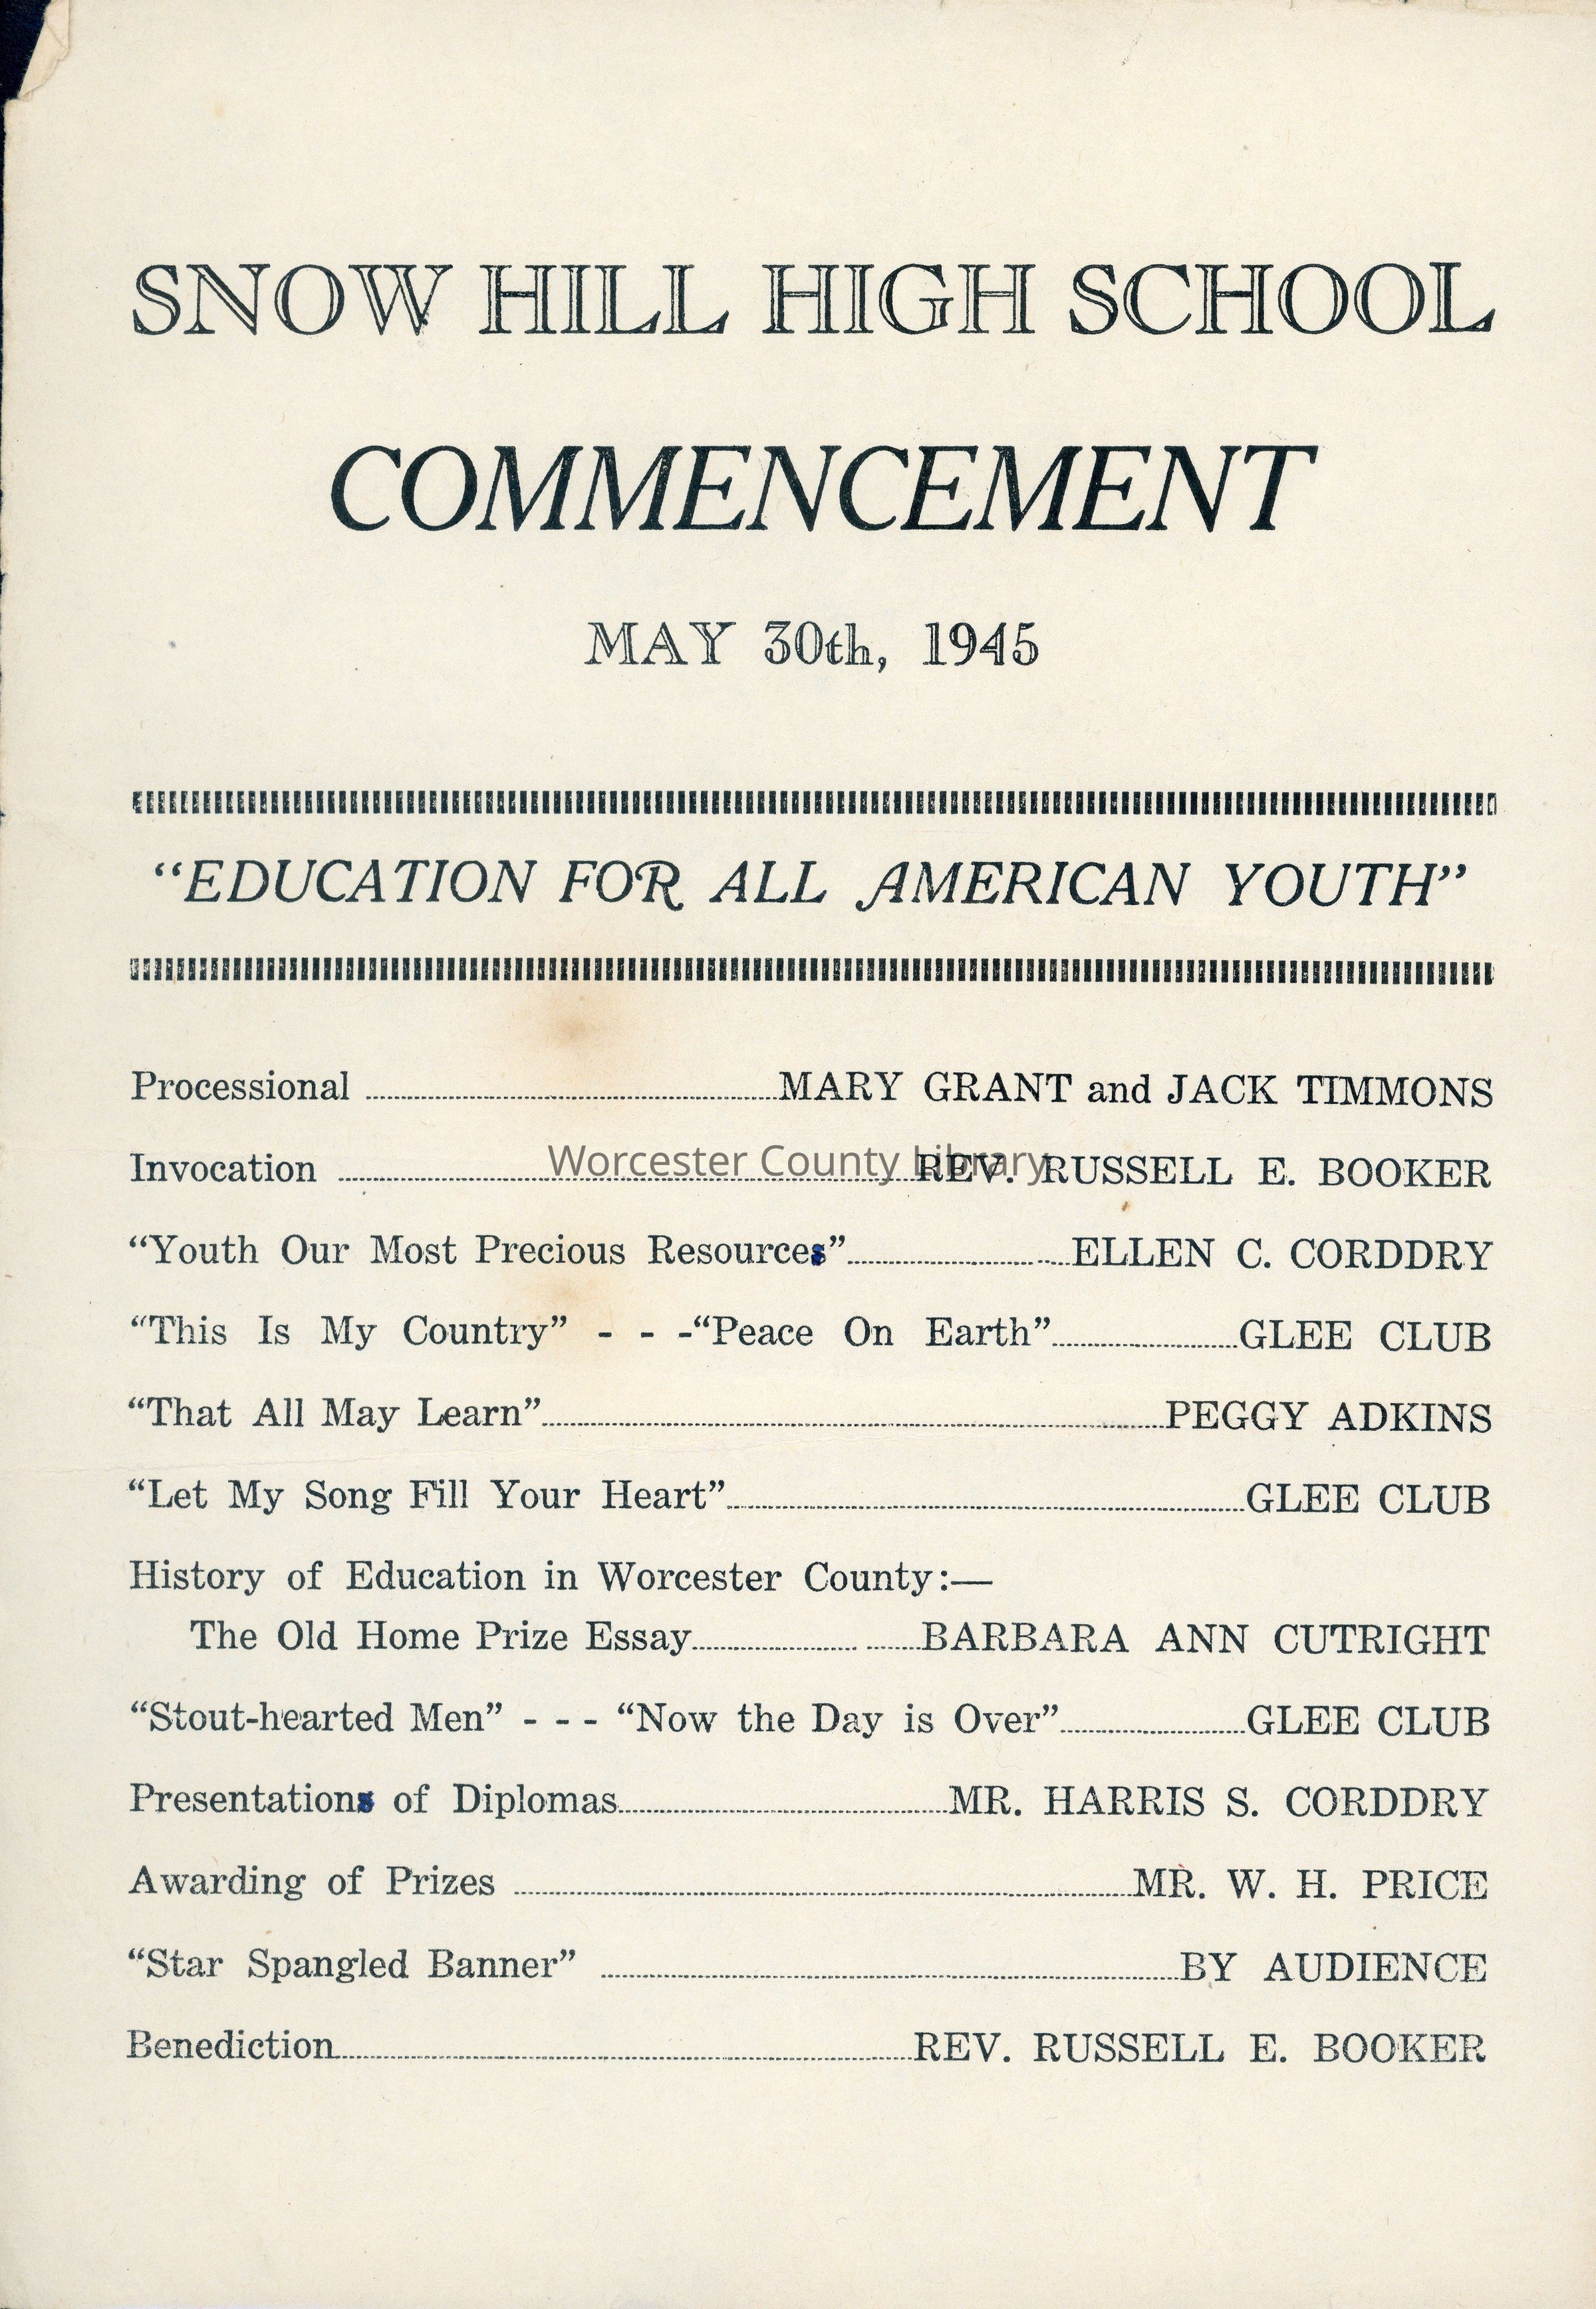 SNOW HILL HIGH SCHOOL
COMMENCEMENT
MAY 30th, 1945
“EDUCATION FOR ALL AMERICAN YOUTH”
Processional ........ MARY GRANT and JACK TIMMONS
Invocation ........ REV. RUSSELL E. BOOKER
Worcester County Library
“Youth Our Most Precious Resources” ........ ELLEN C. CORDDRY
“This Is My Country” - - -“Peace On Earth” ........ GLEE CLUB
“That All May Learn” ........ PEGGY ADKINS
“Let My Song Fill Your Heart” ........ GLEE CLUB
History of Education in Worcester County:—
The Old Home Prize Essay ........ BARBARA ANN CUTRIGHT
“Stout-hearted Men” - - - “Now the Day is Over” ........ GLEE CLUB
Presentations of Diplomas ........ MR. HARRIS S. CORDDRY
Awarding of Prizes ........ MR. W. H. PRICE
“Star Spangled Banner” ........ BY AUDIENCE
Benediction ........ REV. RUSSELL E. BOOKER